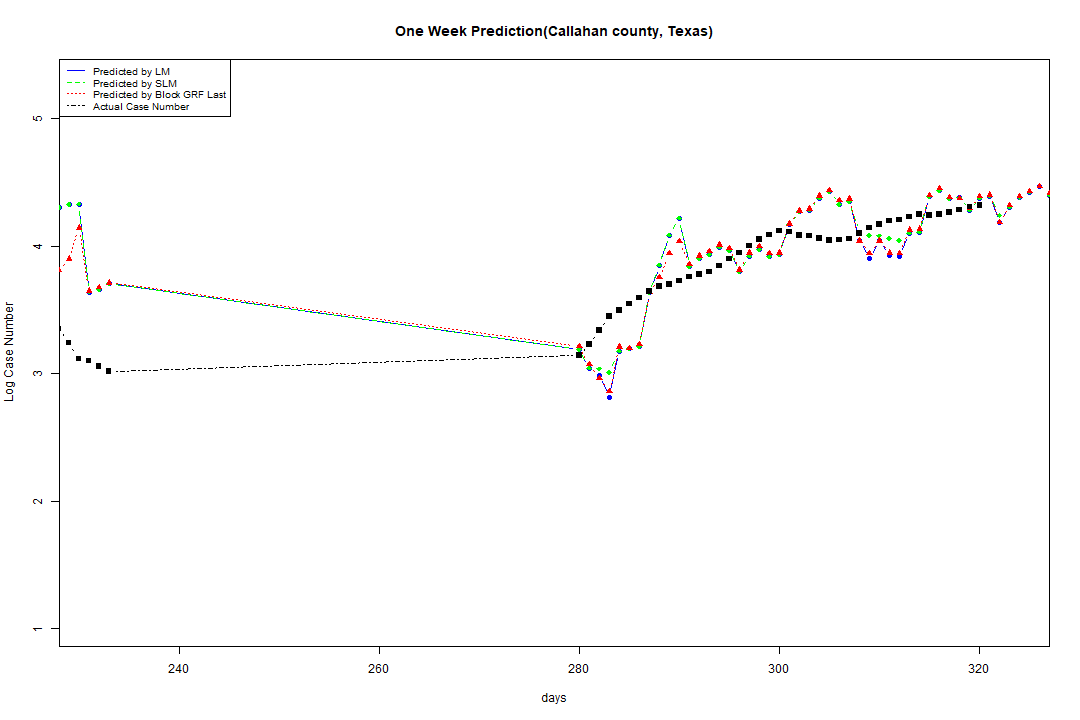 One Week Prediction(Callahan county, Texas)
Predicted by LM
Predicted by SLM
Predicted by Block GRF Last
Actual Case Number
5
4
3
2
1
Log Case Number
240 260 280 300 320
days